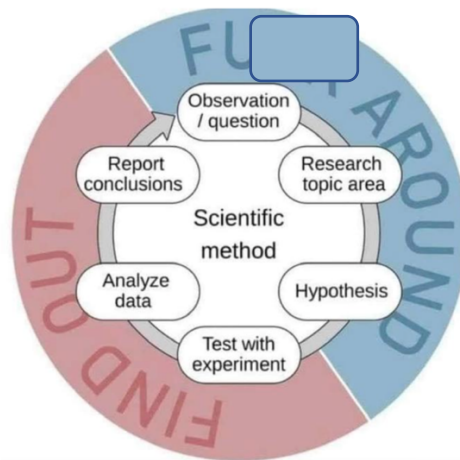 FU
AROUND
Observation
/ question
Research
topic area
Hypothesis
Test with
experiment
Analyze
data
Report
conclusions
Scientific
method
FIND OUT